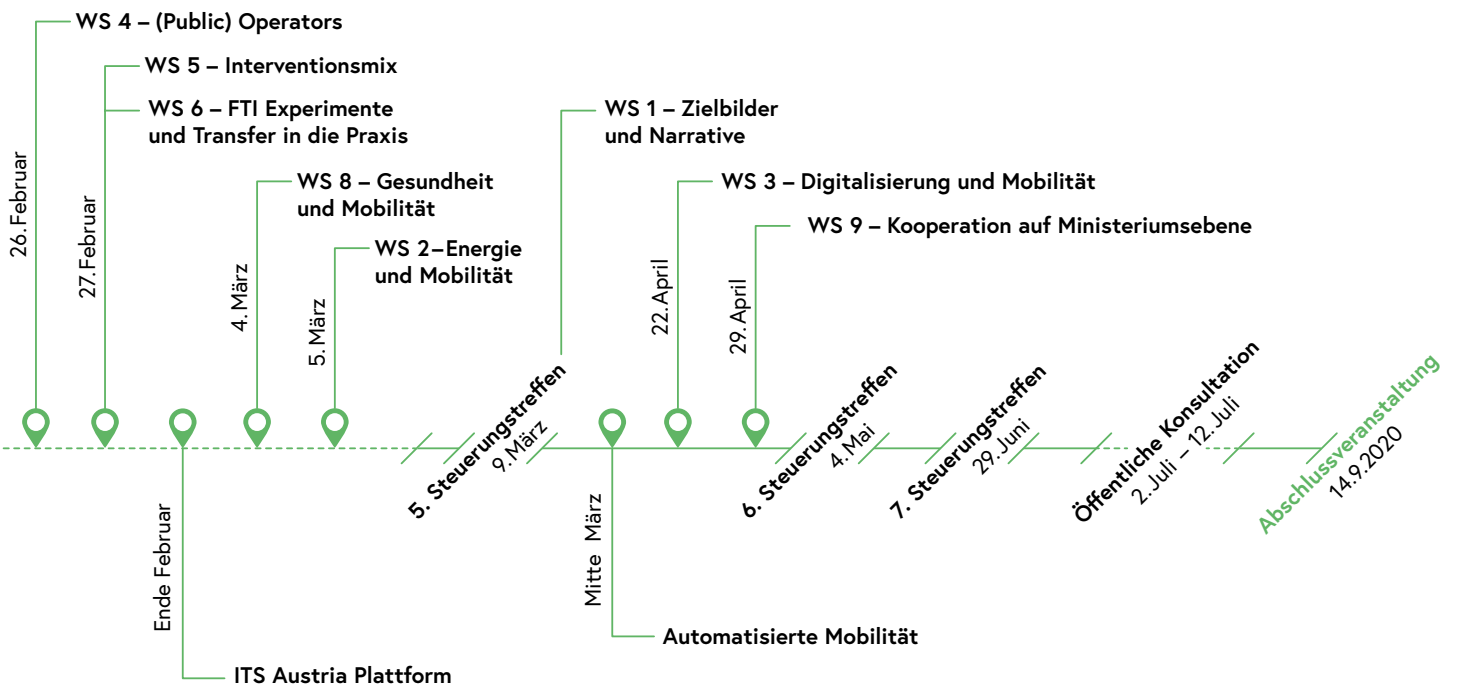 WS 4 – (Public) Operators
WS 5 – Interventionsmix
WS 6 – FTI Experimente
und Transfer in die Praxis
WS 8 – Gesundheit
und Mobilität
WS 2–Energie
und Mobilität
WS 1 – Zielbilder
und Narrative
WS 3 – Digitalisierung und Mobilität
WS 9 – Kooperation auf Ministeriumsebene
26. Februar
27. Februar
4. März
5. März
22. April
29. April
5. Steuerungstreffen
9. März
6. Steuerungstreffen
4. Mai
7. Steuerungstreffen
29. Juni
Öffentliche Konsultation
2. Juli – 12. Juli
Abschlussveranstaltung
14.9.2020
Ende Februar
Mitte März
Automatisierte Mobilität
ITS Austria Plattform